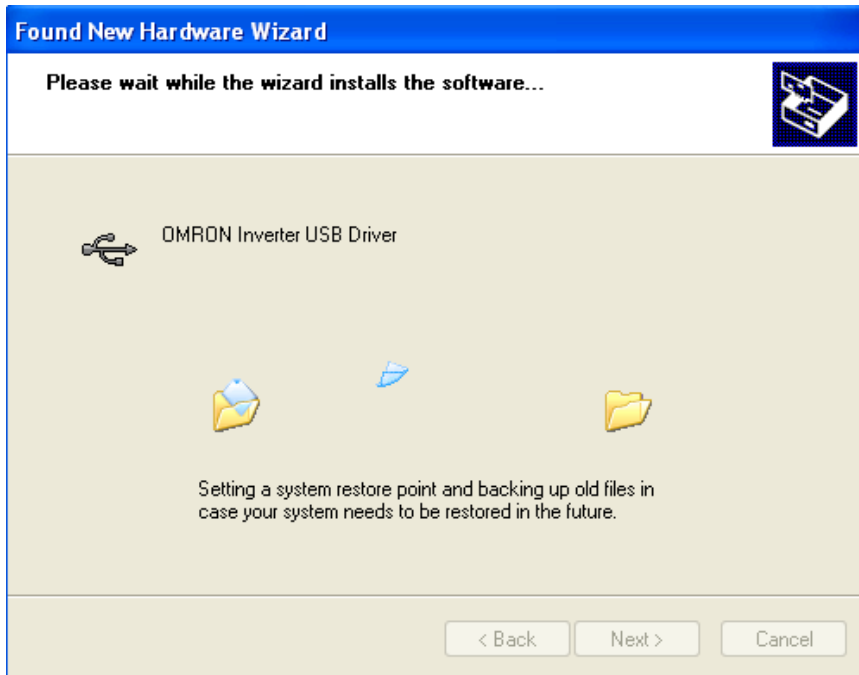 Found New Hardware Wizard
Please wait while the wizard installs the software...
OMRON Inverter USB Driver
Setting a system restore point and backing up old files in
case your system needs to be restored in the future.
< Back
Next >
Cancel